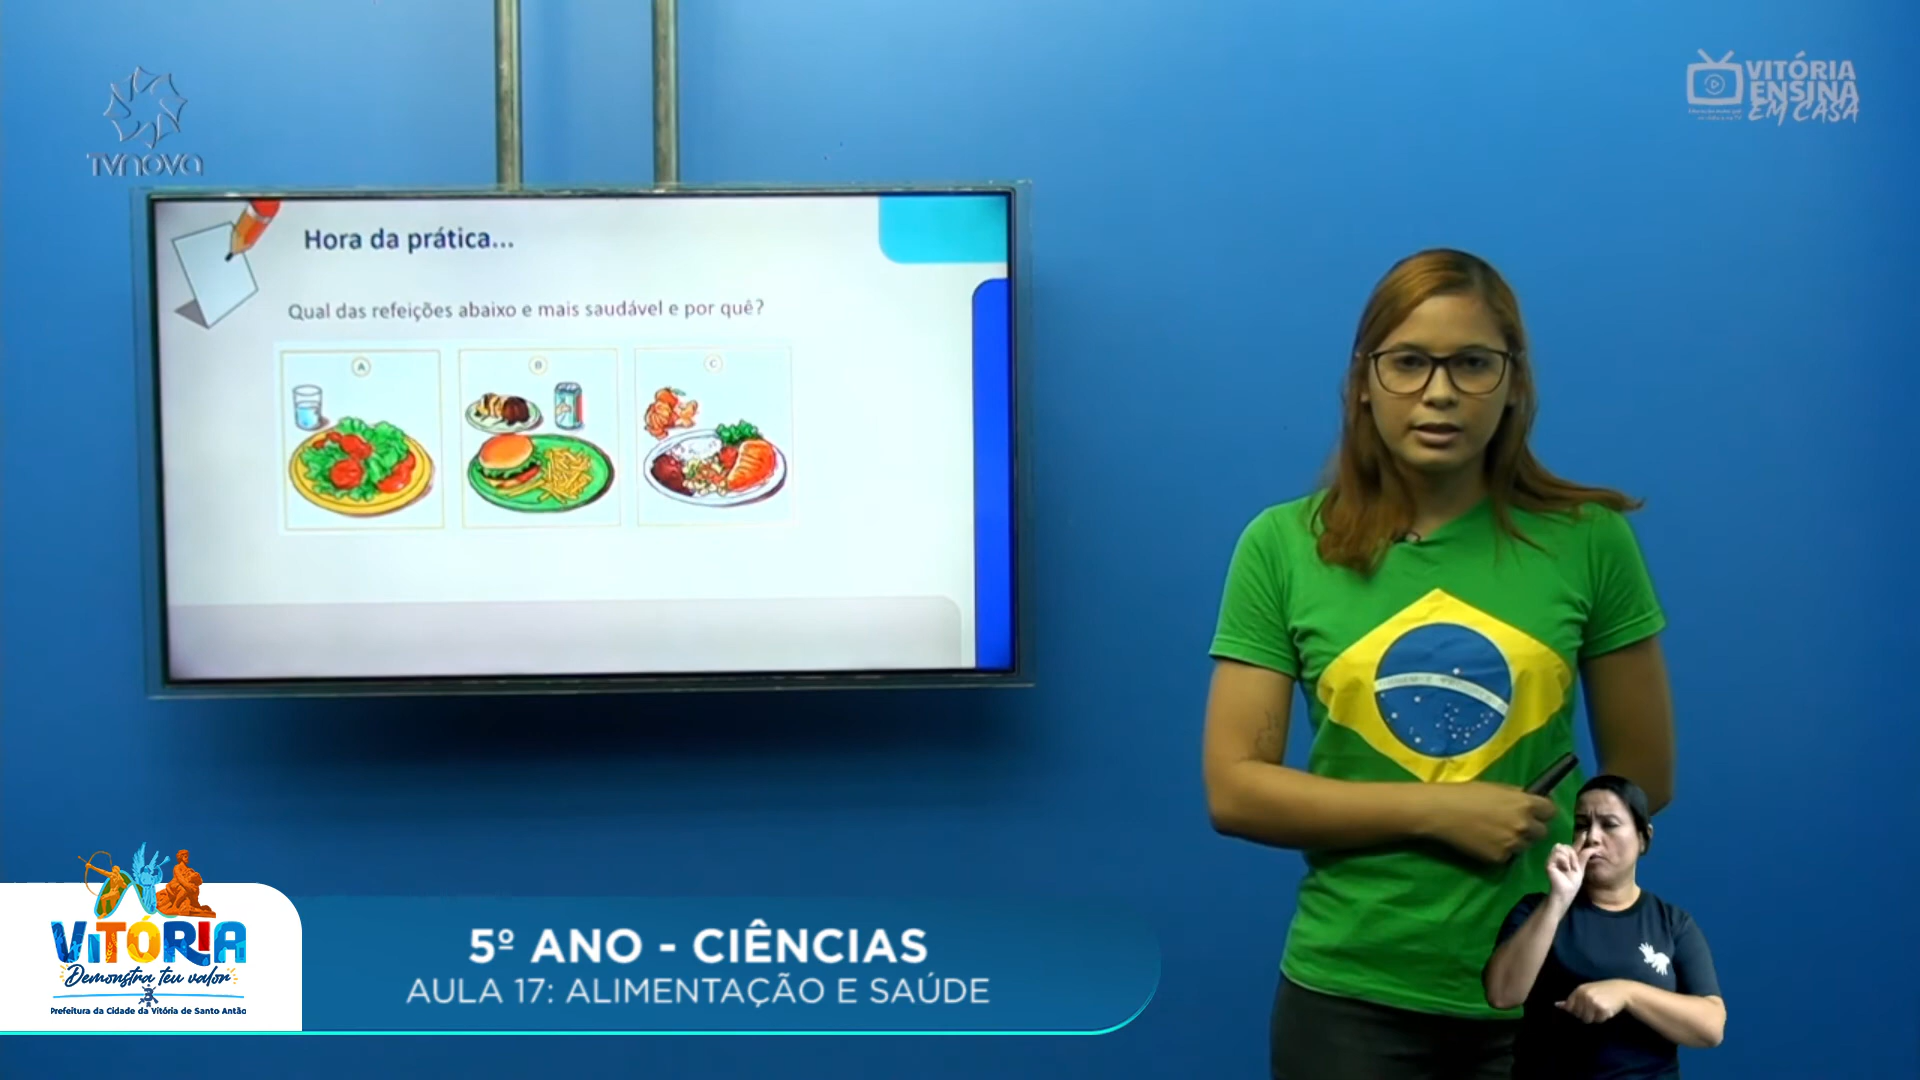 TVNOVA
VITÓRIA
ENSINA
EM CASA
Hora da prática...
Qual das refeições abaixo e mais saudável e por quê?
A
B
C
VITÓRIA
Demonstra teu valor
Prefeitura da Cidade da Vitória de Santo Antão
5º ANO - CIÊNCIAS
AULA 17: ALIMENTAÇÃO E SAÚDE